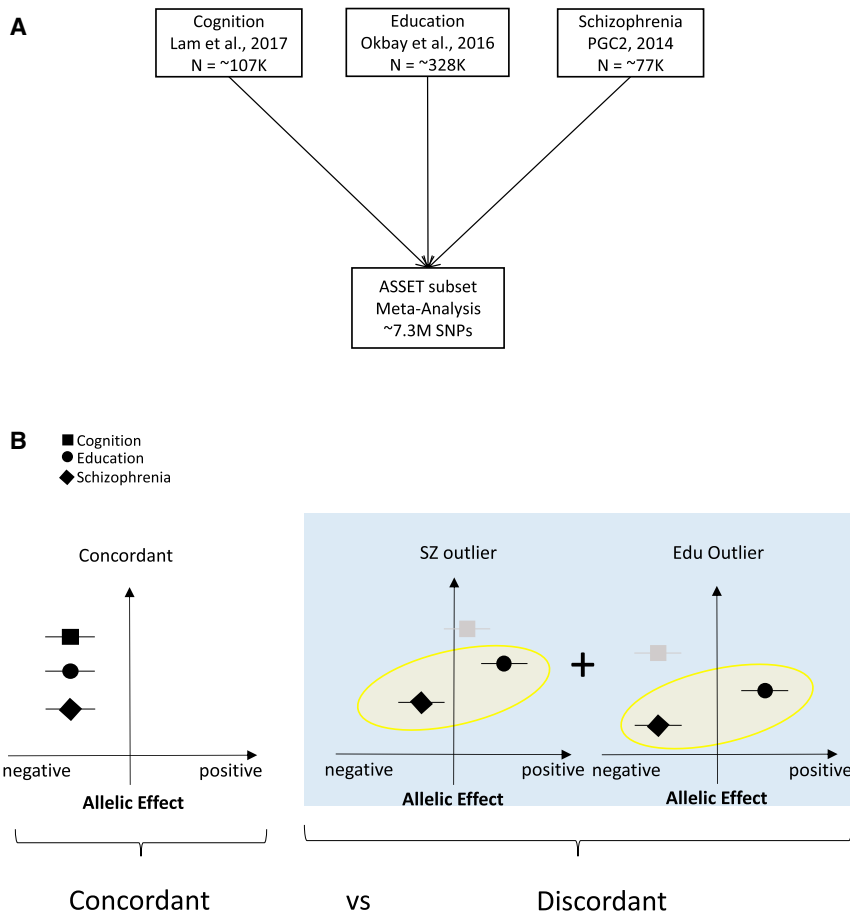 A
Cognition
Lam et al., 2017
N = ~107K
Education
Okbay et al., 2016
N = ~328K
Schizophrenia
PGC2, 2014
N = ~77K
ASSET subset
Meta-Analysis
~7.3M SNPs
B
Cognition
Education
Schizophrenia
Concordant
negative
positive
Allelic Effect
SZ outlier
negative
positive
Allelic Effect
+
Edu Outlier
negative
positive
Allelic Effect
Concordant vs Discordant